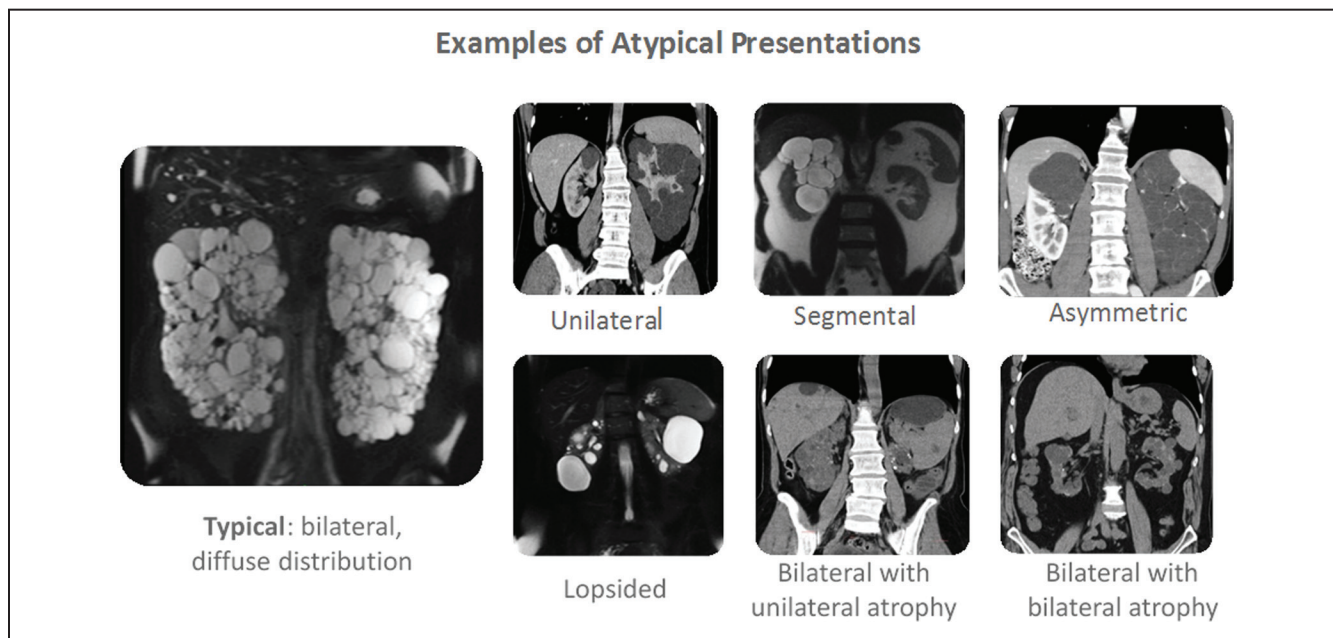 Examples of Atypical Presentations
Unilateral
Segmental
Asymmetric
Typical: bilateral,
diffuse distribution
Lopsided
Bilateral with
unilateral atrophy
Bilateral with
bilateral atrophy